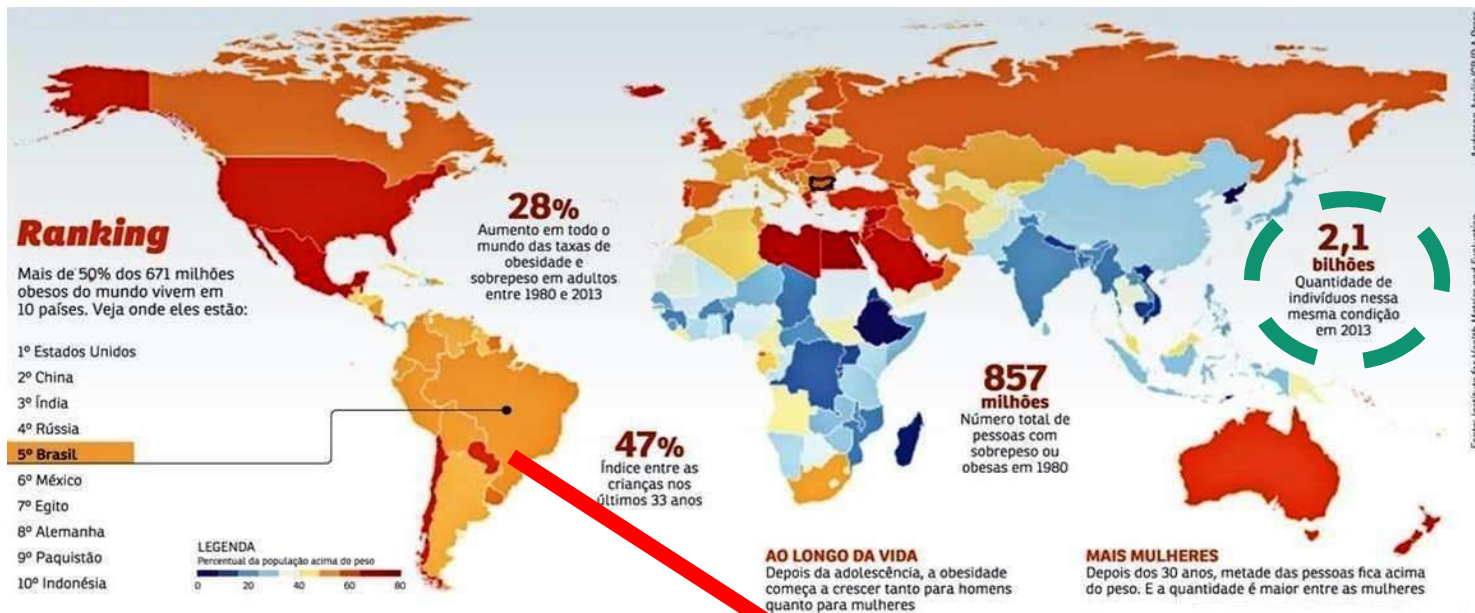 Ranking
Mais de 50% dos 671 milhões
obesos do mundo vivem em
10 países. Veja onde eles estão:
1º Estados Unidos
2º China
3º Índia
4º Rússia
5º Brasil
6º México
7º Egito
8º Alemanha
9º Paquistão
10º Indonésia
28%
Aumento em todo o
mundo das taxas de
obesidade e
sobrepeso em adultos
entre 1980 e 2013
47%
Índice entre as
crianças nos
últimos 33 anos
857
milhões
Número total de
pessoas com
sobrepeso ou
obesas em 1980
2,1
bilhões
Quantidade de
indivíduos nessa
mesma condição
em 2013
LEGENDA
Percentual da população acima do peso
0 20 40 60 80
AO LONGO DA VIDA
Depois da adolescência, a obesidade
começa a crescer tanto para homens
quanto para mulheres
MAIS MULHERES
Depois dos 30 anos, metade das pessoas fica acima
do peso. E a quantidade é maior entre as mulheres